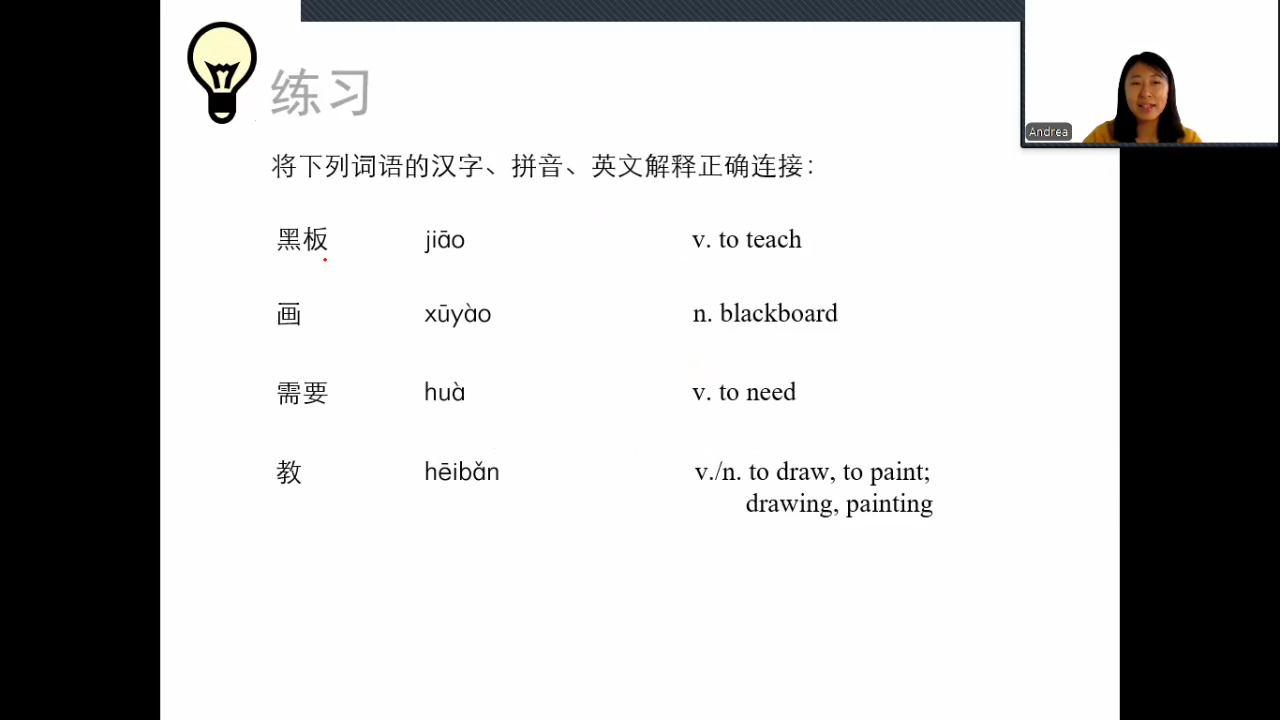 练习
Andrea
将下列词语的汉字、拼音、英文解释正确连接：
黑板 jiāo v. to teach
画 xūyào n. blackboard
需要 huà v. to need
教 hēibǎn v./n. to draw, to paint;
drawing, painting